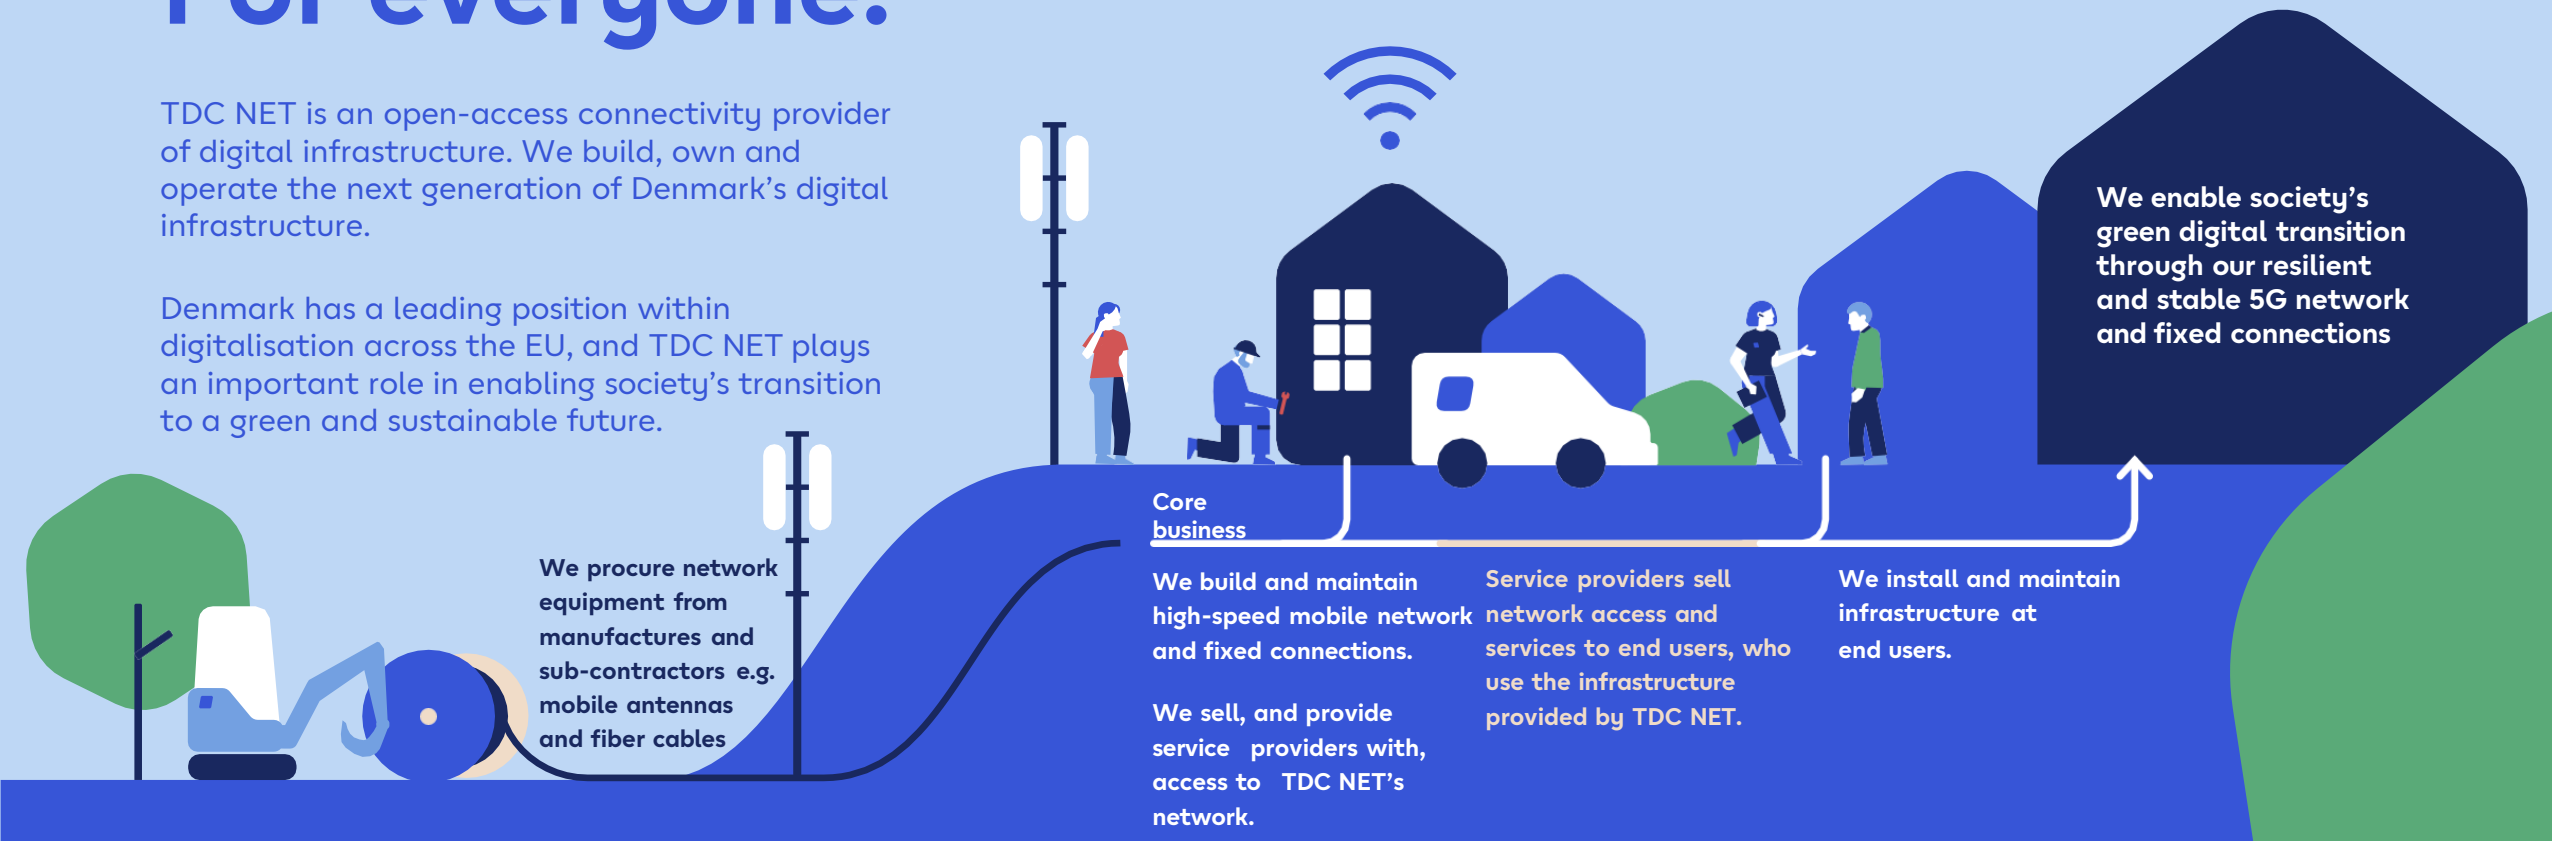 For everyone.
TDC NET is an open-access connectivity provider
of digital infrastructure. We build, own and
operate the next generation of Denmark’s digital
infrastructure.
Denmark has a leading position within
digitalisation across the EU, and TDC NET plays
an important role in enabling society’s transition
to a green and sustainable future.
We procure network
equipment from
manufactures and
sub-contractors e.g.
mobile antennas
and fiber cables
Core
business
We build and maintain
high-speed mobile network
and fixed connections.
We sell, and provide
service providers with,
access to TDC NET’s
network.
Service providers sell
network access and
services to end users, who
use the infrastructure
provided by TDC NET.
We install and maintain
infrastructure at
end users.
We enable society’s
green digital transition
through our resilient
and stable 5G network
and fixed connections